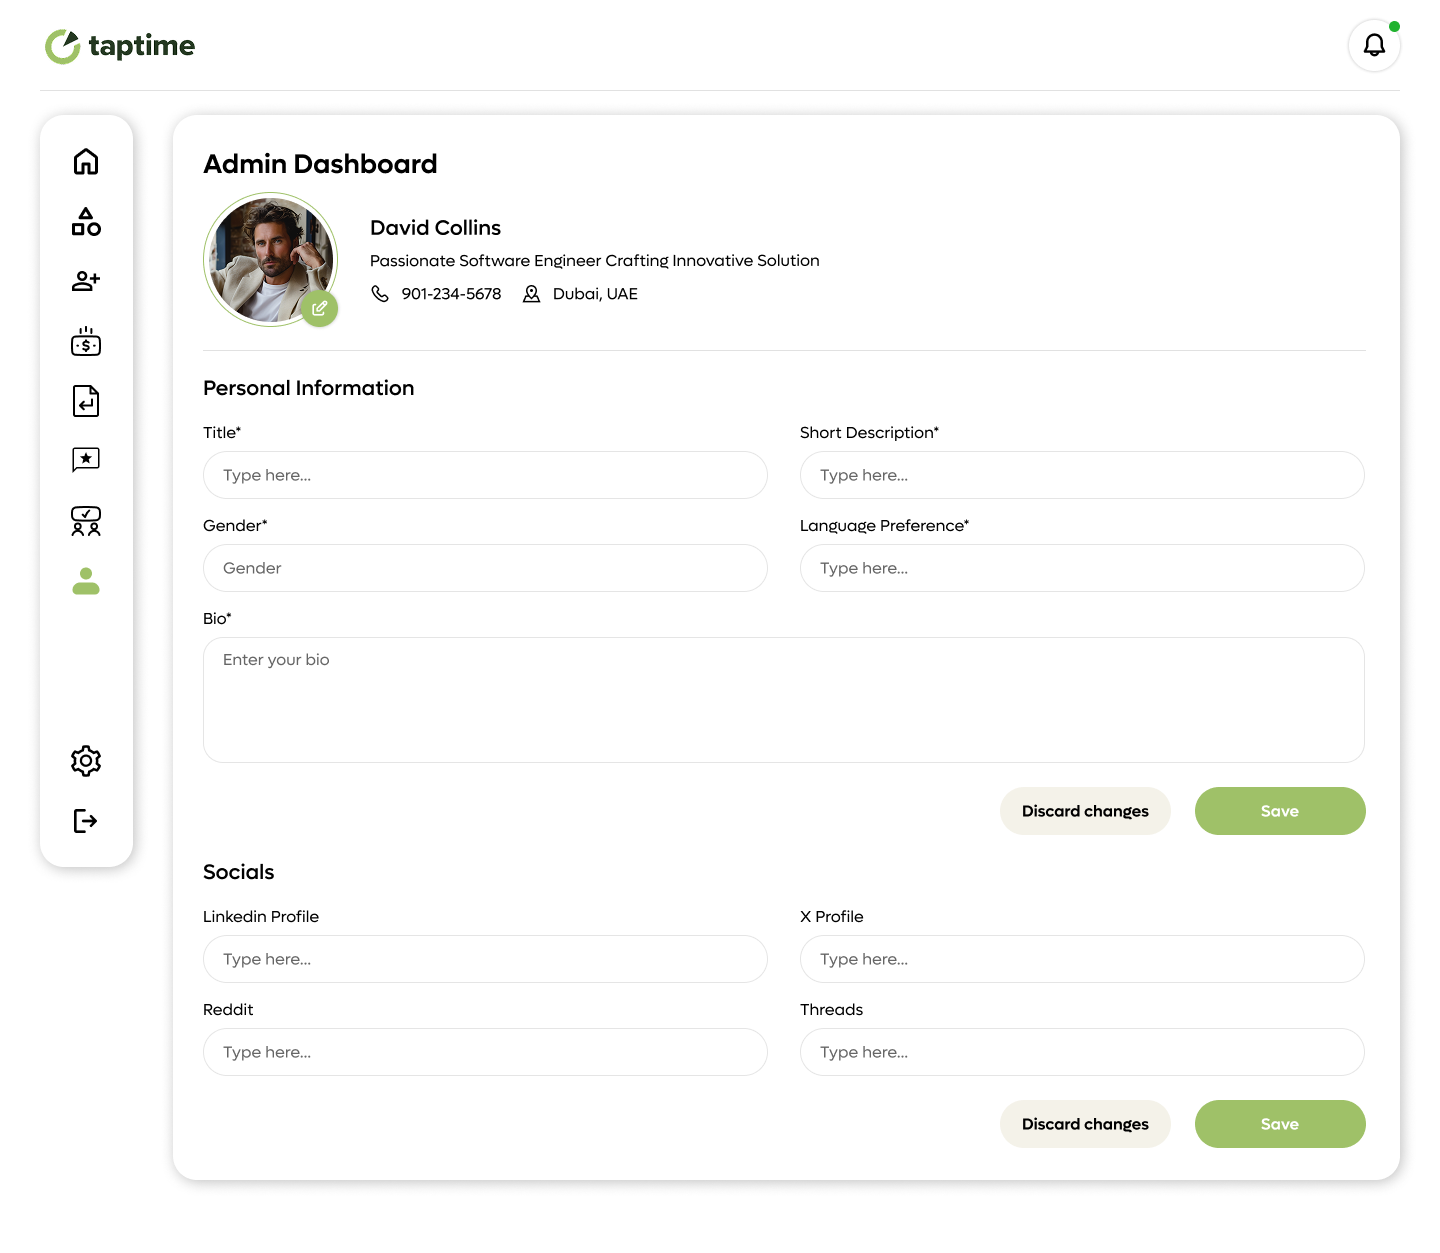 taptime
Admin Dashboard
David Collins
Passionate Software Engineer Crafting Innovative Solution
901-234-5678 Dubai, UAE
$
Personal Information
Title* Short Description*
Type here... Type here...
Gender* Language Preference*
Gender Type here...
Bio*
Enter your bio
Discard changes Save
Socials
Linkedin Profile X Profile
Type here... Type here...
Reddit Threads
Type here... Type here...
Discard changes Save